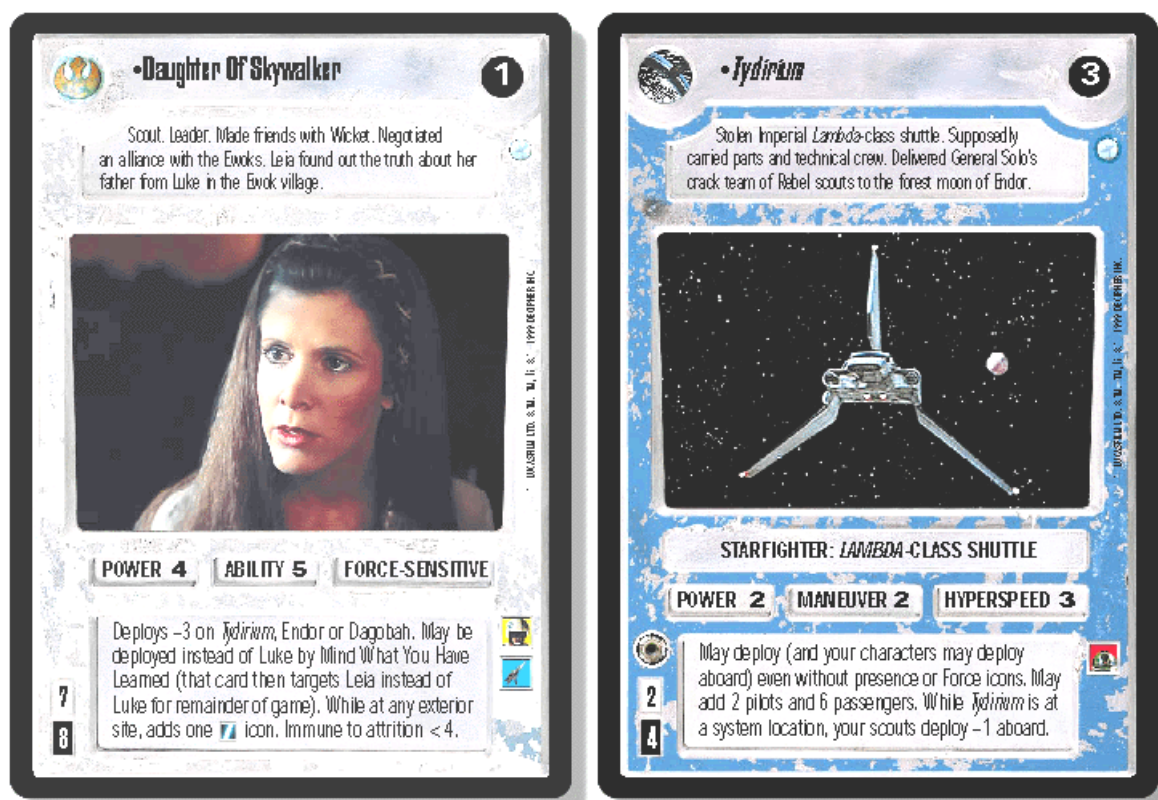 •Daughter Of Skywalker
1
Scout. Leader. Made friends with Wicket. Negotiated
an alliance with the Ewoks. Leia found out the truth about her
father from Luke in the Ewok village.
POWER 4
ABILITY 5
FORCE-SENSITIVE
Deploys –3 on Tydirium, Endor or Dagobah. May be
deployed instead of Luke by Mind What You Have
Learned (that card then targets Leia instead of
Luke for remainder of game). While at any exterior
site, adds one icon. Immune to attrition < 4.
7
8
•Tydirium
3
Stolen Imperial Lambda-class shuttle. Supposedly
carried parts and technical crew. Delivered General Solo's
crack team of Rebel scouts to the forest moon of Endor.
STARFIGHTER: LAMBDA-CLASS SHUTTLE
POWER 2
MANEUVER 2
HYPERSPEED 3
May deploy (and your characters may deploy
aboard) even without presence or Force icons. May
add 2 pilots and 6 passengers. While Tydirium is at
a system location, your scouts deploy –1 aboard.
2
4